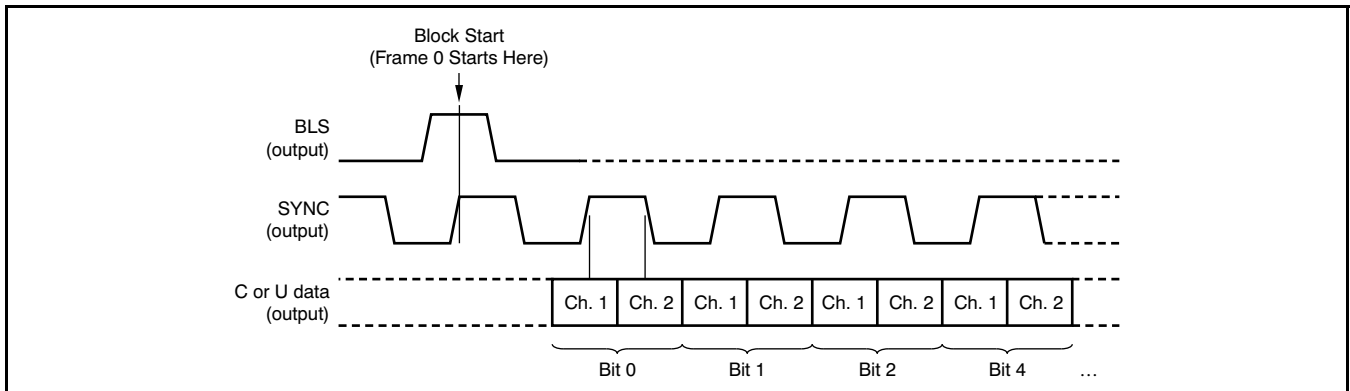 Block Start
(Frame 0 Starts Here)
BLS
(output)
SYNC
(output)
C or U data
(output)
Ch. 1 Ch. 2 Ch. 1 Ch. 2 Ch. 1 Ch. 2 Ch. 1 Ch. 2
Bit 0 Bit 1 Bit 2 Bit 4 ...